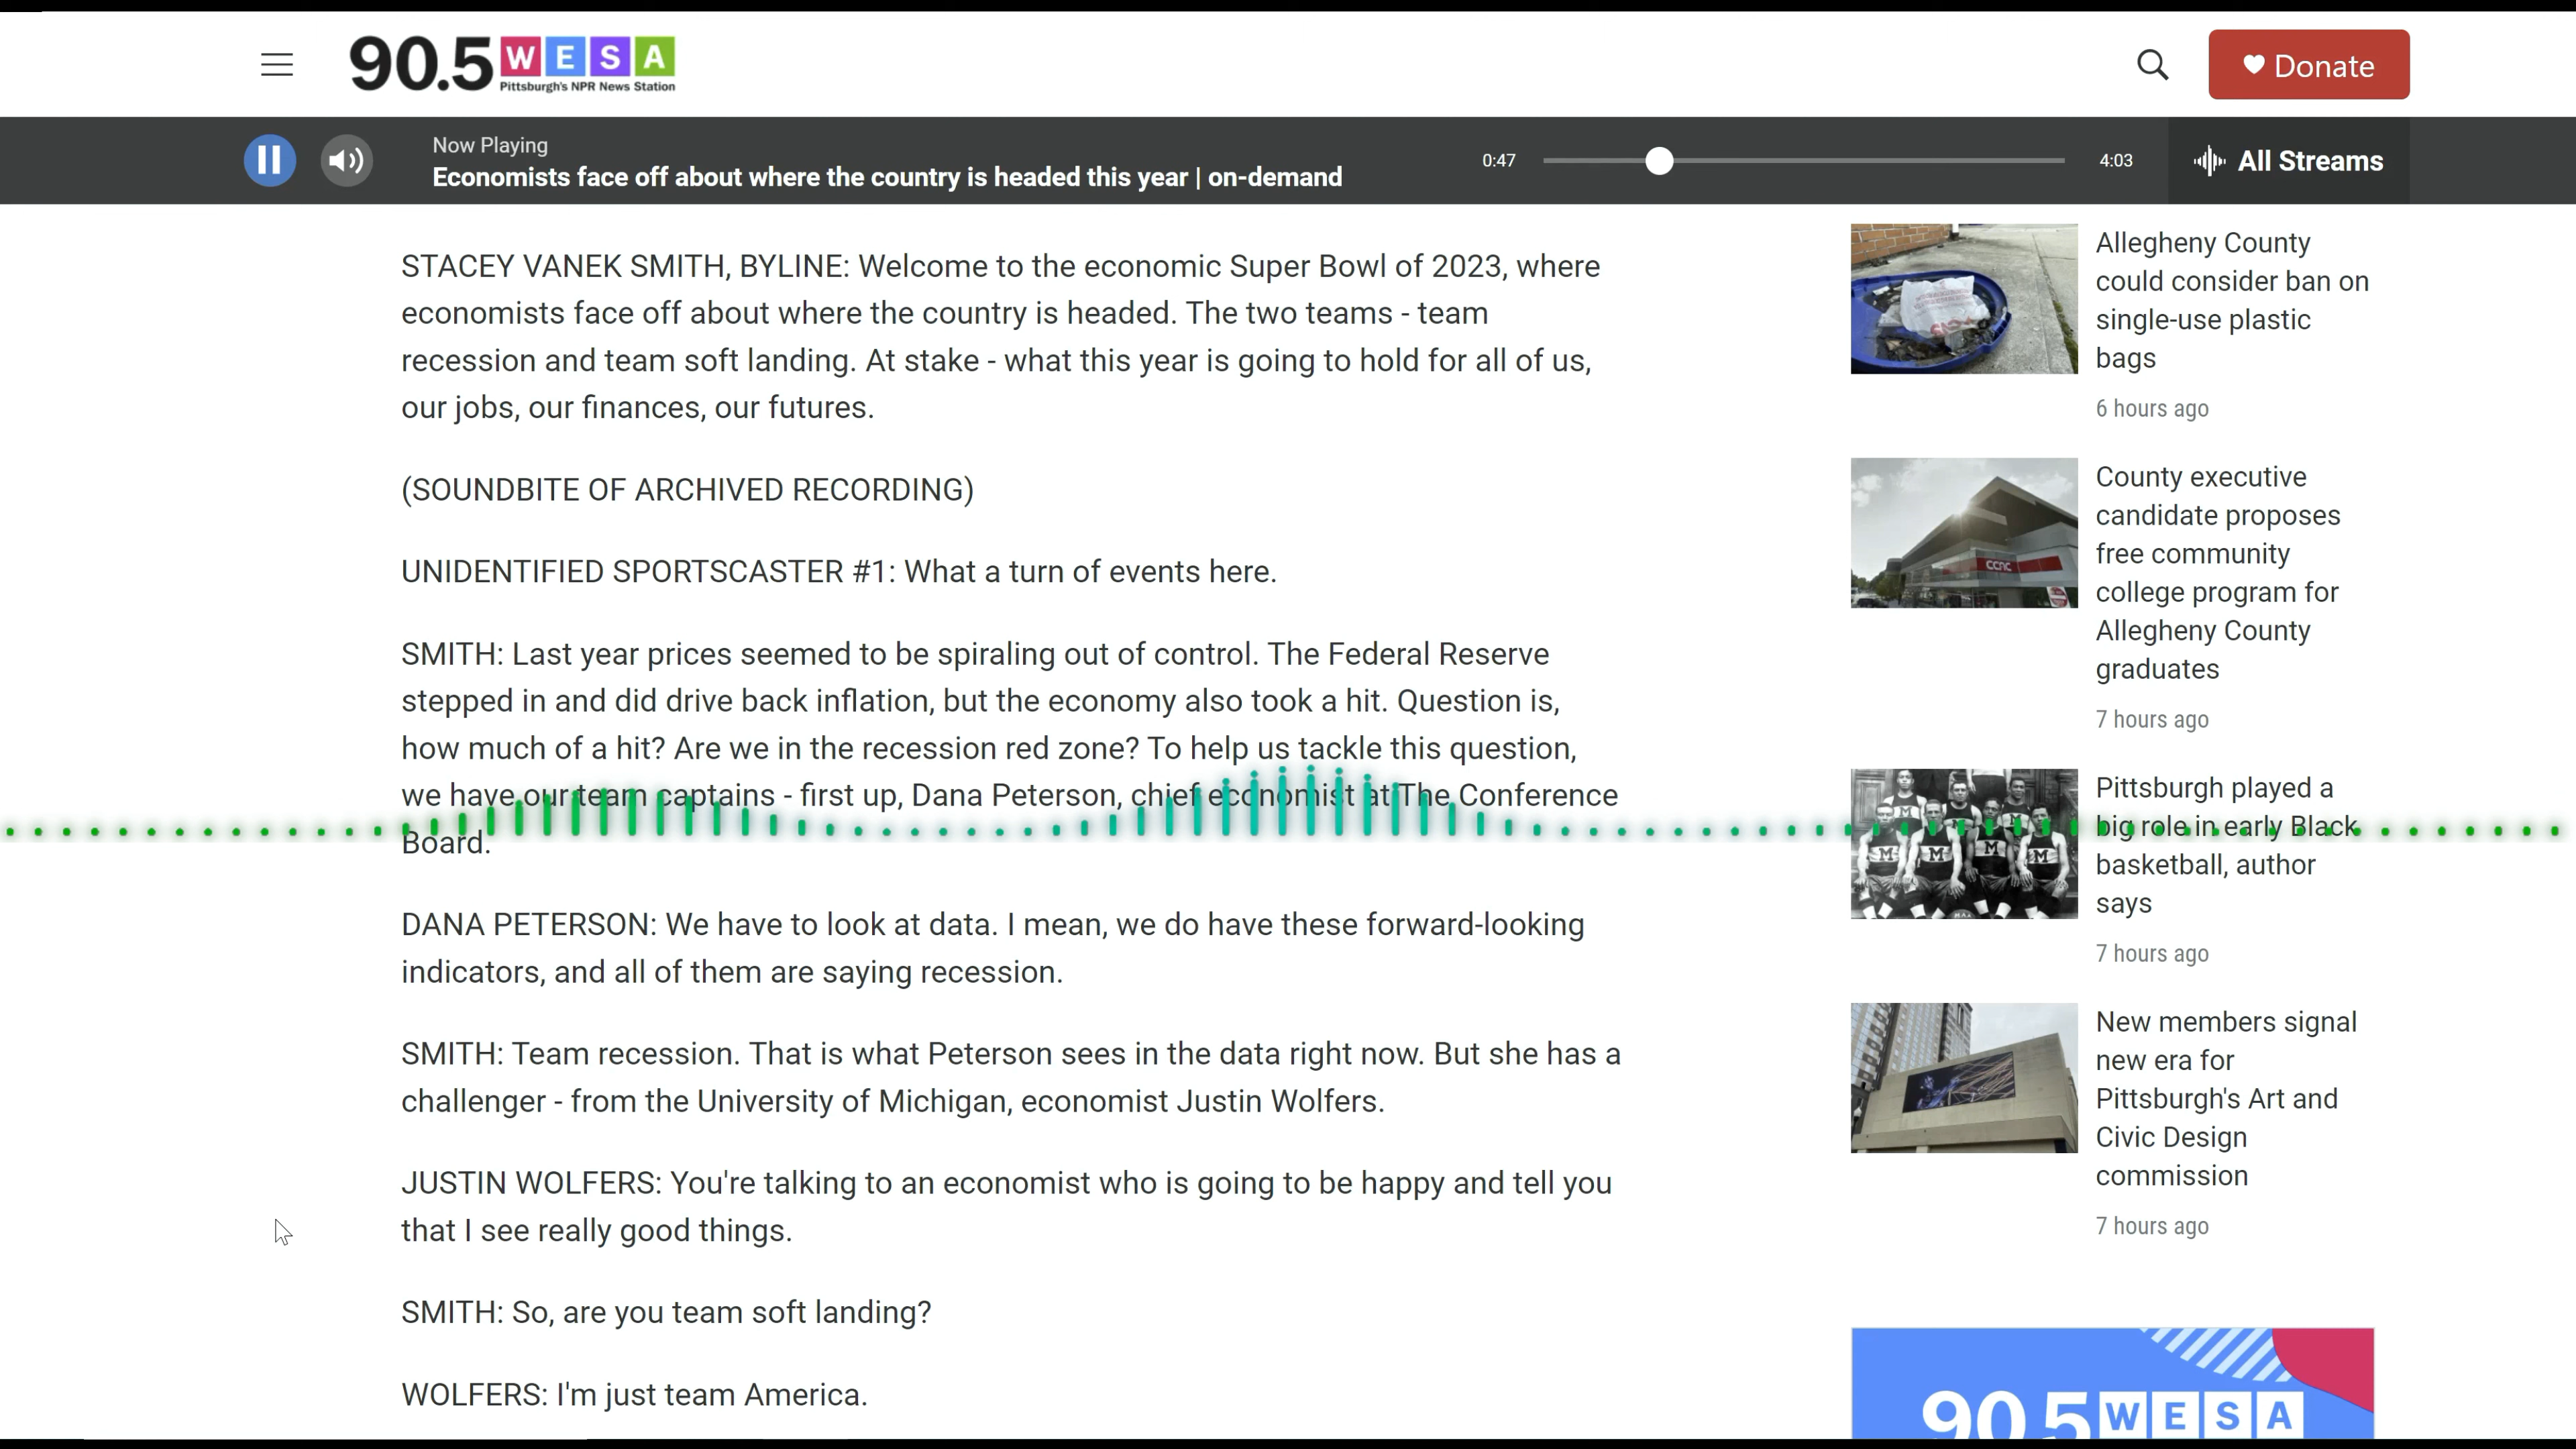 90.5 WESA
Pittsburgh's NPR News Station
Donate
Now Playing
Economists face off about where the country is headed this year | on-demand
0:47
4:03
All Streams
STACEY VANEK SMITH, BYLINE: Welcome to the economic Super Bowl of 2023, where
economists face off about where the country is headed. The two teams - team
recession and team soft landing. At stake - what this year is going to hold for all of us,
our jobs, our finances, our futures.
(SOUNDBITE OF ARCHIVED RECORDING)
UNIDENTIFIED SPORTSCASTER #1: What a turn of events here.
SMITH: Last year prices seemed to be spiraling out of control. The Federal Reserve
stepped in and did drive back inflation, but the economy also took a hit. Question is,
how much of a hit? Are we in the recession red zone? To help us tackle this question,
we have our team captains - first up, Dana Peterson, chief economist at The Conference
Board.
DANA PETERSON: We have to look at data. I mean, we do have these forward-looking
indicators, and all of them are saying recession.
SMITH: Team recession. That is what Peterson sees in the data right now. But she has a
challenger - from the University of Michigan, economist Justin Wolfers.
JUSTIN WOLFERS: You're talking to an economist who is going to be happy and tell you
that I see really good things.
SMITH: So, are you team soft landing?
WOLFERS: I'm just team America.
Allegheny County
could consider ban on
single-use plastic
bags
6 hours ago
CCAC
County executive
candidate proposes
free community
college program for
Allegheny County
graduates
7 hours ago
M
M
M
M
M
Pittsburgh played a
big role in early Black
basketball, author
says
7 hours ago
New members signal
new era for
Pittsburgh's Art and
Civic Design
commission
7 hours ago
90.5 WESA